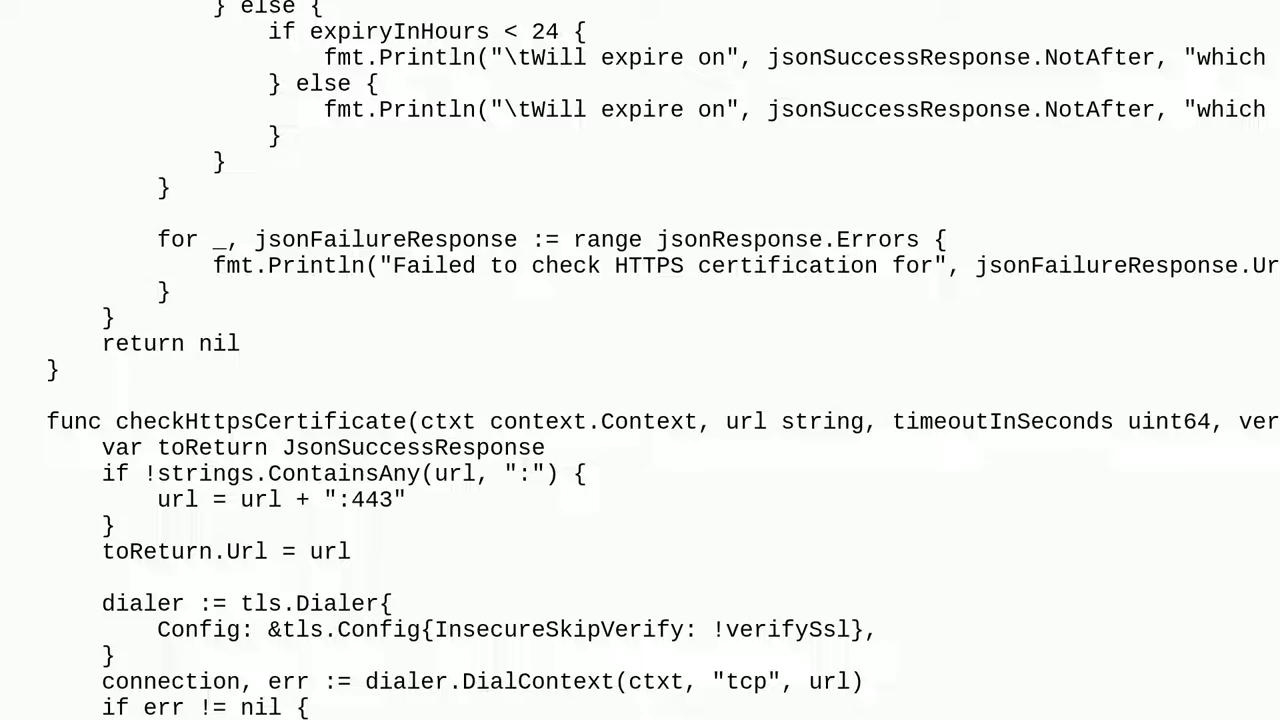 } else {
if expiryInHours < 24 {
fmt.Println("\tWill expire on", jsonSuccessResponse.NotAfter, "which
} else {
fmt.Println("\tWill expire on", jsonSuccessResponse.NotAfter, "which
}
}
}
for _, jsonFailureResponse := range jsonResponse.Errors {
fmt.Println("Failed to check HTTPS certification for", jsonFailureResponse.Ur
}
}
return nil
}
func checkHttpsCertificate(ctxt context.Context, url string, timeoutInSeconds uint64, ver
var toReturn JsonSuccessResponse
if !strings.ContainsAny(url, ":") {
url = url + ":443"
}
toReturn.Url = url
dialer := tls.Dialer{
Config: &tls.Config{InsecureSkipVerify: !verifySsl},
}
connection, err := dialer.DialContext(ctxt, "tcp", url)
if err != nil {